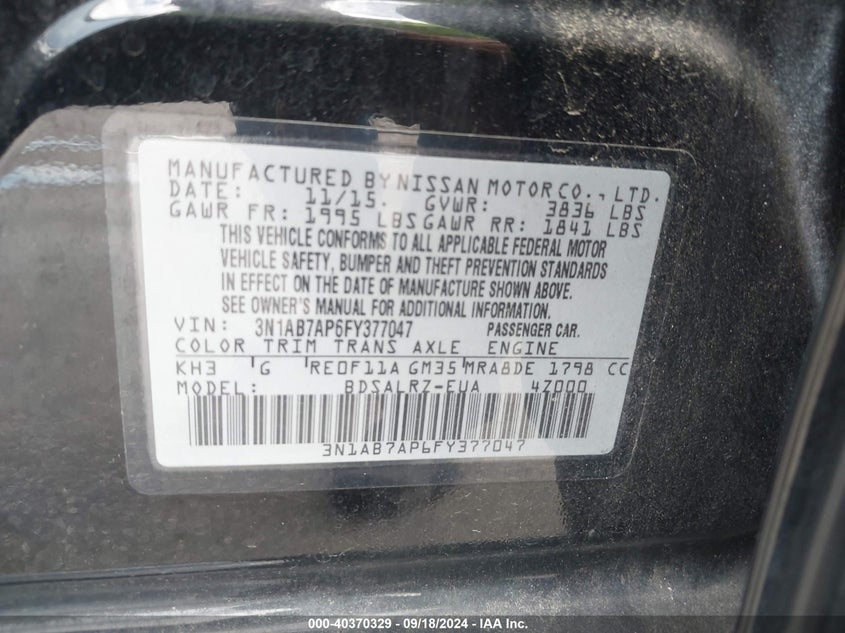 MANUFACTURED BY NISSAN MOTOR CO., LTD.
DATE: 11/15. GVWR: 3836 LBS
GAWR FR: 1995 LBS GAWR RR: 1841 LBS
THIS VEHICLE CONFORMS TO ALL APPLICABLE FEDERAL MOTOR
VEHICLE SAFETY, BUMPER AND THEFT PREVENTION STANDARDS
IN EFFECT ON THE DATE OF MANUFACTURE SHOWN ABOVE.
SEE OWNER'S MANUAL FOR ADDITIONAL INFORMATION.
VIN: 3N1AB7AP6FY377047 PASSENGER CAR.
COLOR TRIM TRANS AXLE ENGINE
KH3 G RE0F11A GM35 MRA8DE 1798 CC
MODEL: BDSALRZ-EUA 4Z000
3N1AB7AP6FY377047
000-40370329 - 09/18/2024 - IAA Inc.